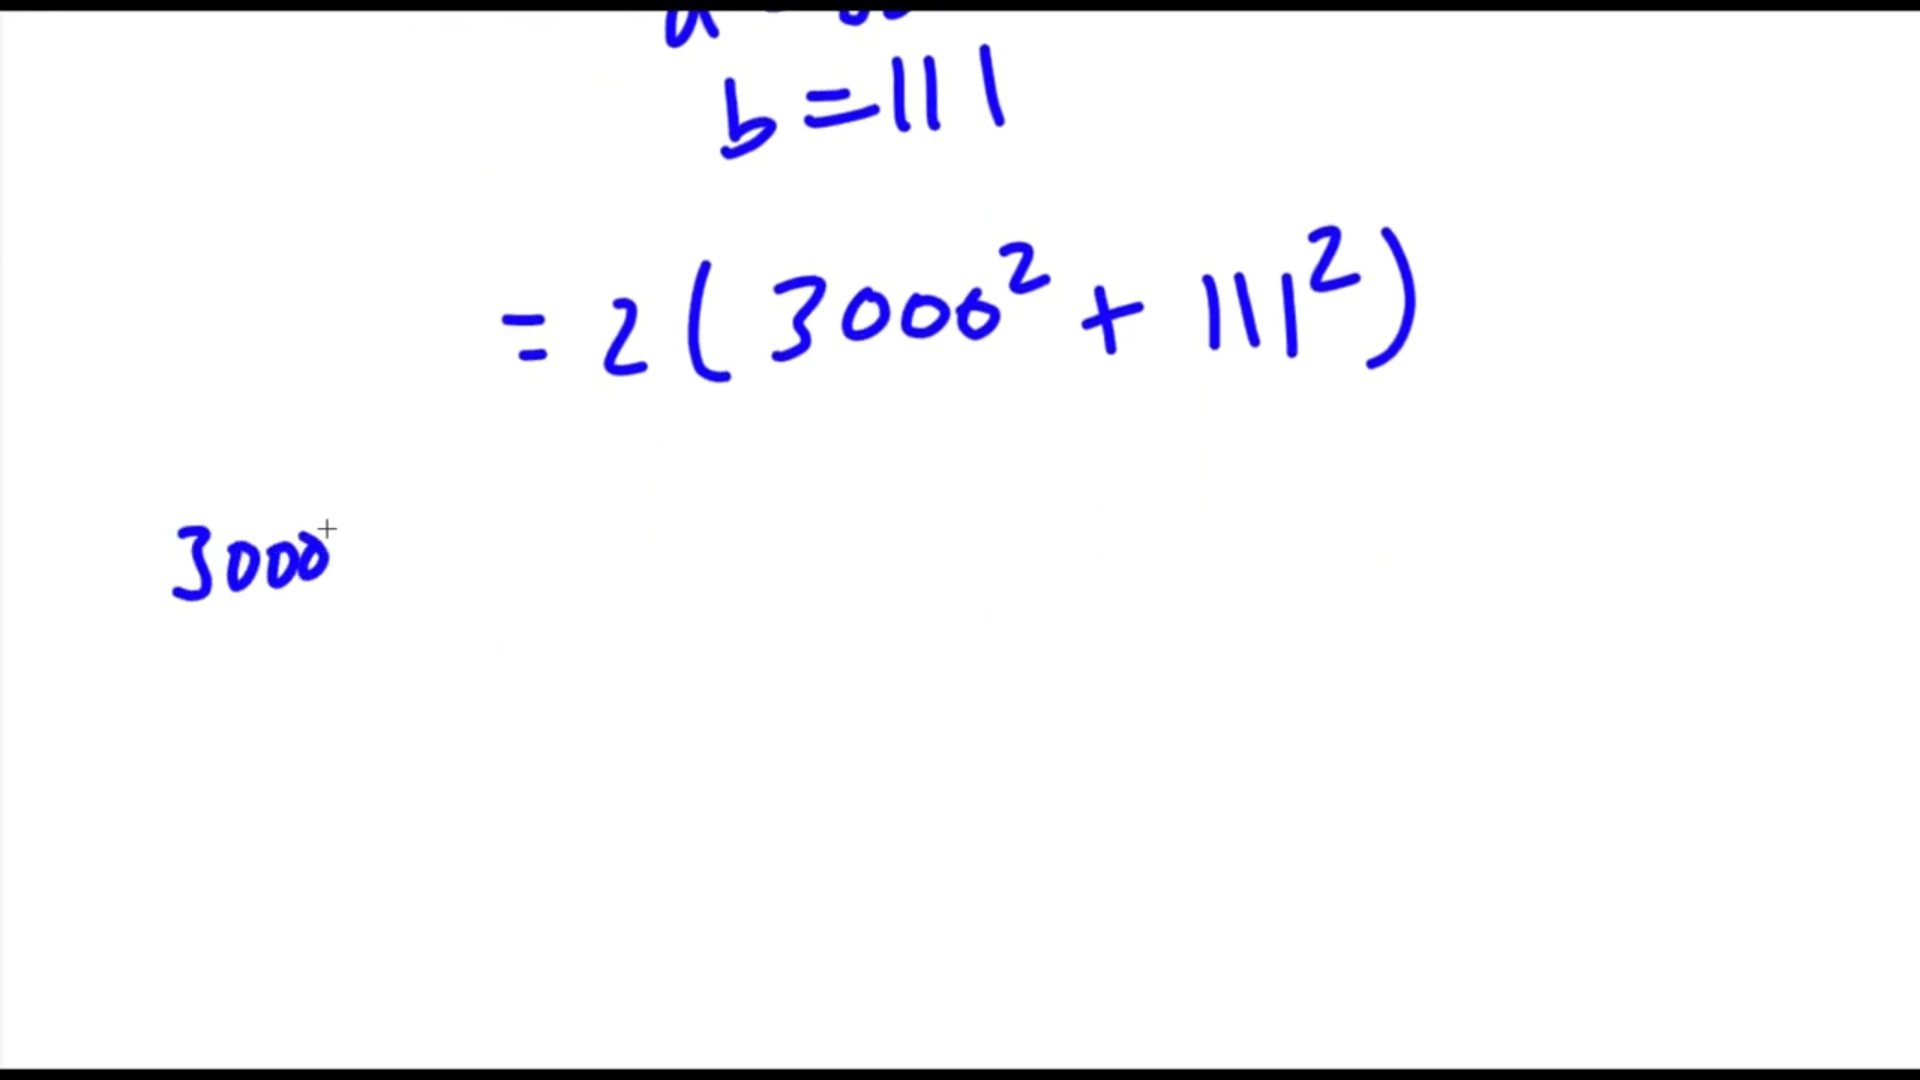 b = 111
= 2 ( 3000² + 111² )
3000